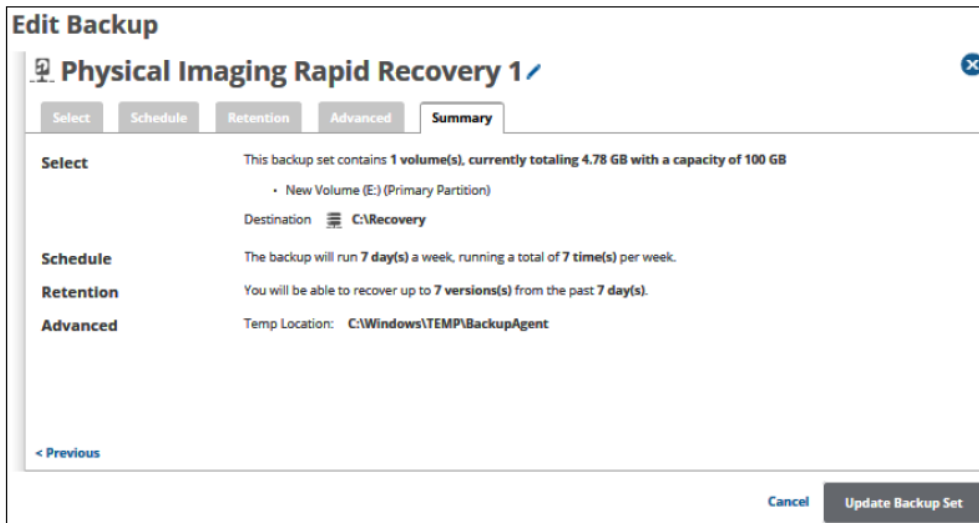 Edit Backup
Physical Imaging Rapid Recovery 1
Select Schedule Retention Advanced Summary
Select This backup set contains 1 volume(s), currently totaling 4.78 GB with a capacity of 100 GB
• New Volume (E:) (Primary Partition)
Destination C:\Recovery
Schedule The backup will run 7 day(s) a week, running a total of 7 time(s) per week.
Retention You will be able to recover up to 7 versions(s) from the past 7 day(s).
Advanced Temp Location: C:\Windows\TEMP\BackupAgent
< Previous
Cancel Update Backup Set